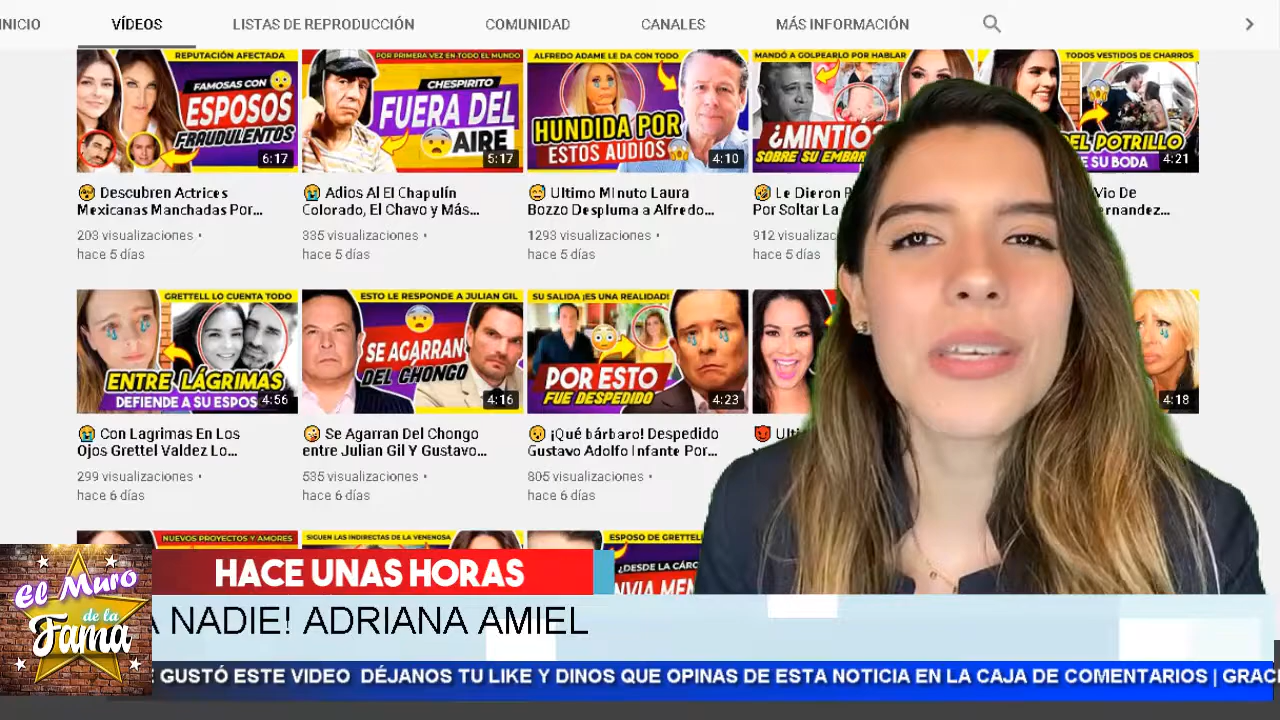 INICIO
VÍDEOS
LISTAS DE REPRODUCCIÓN
COMUNIDAD
CANALES
MÁS INFORMACIÓN
REPUTACIÓN AFECTADA
FAMOSAS CON
ESPOSOS
FRAUDULENTOS
6:17
POR PRIMERA VEZ EN TODO EL MUNDO
CHESPIRITO
FUERA DEL
AIRE
5:17
ALFREDO ADAME LE DA CON TODO
HUNDIDA POR
ESTOS AUDIOS
4:10
MANDÓ A GOLPEARLO POR HABLAR
¿MINTIÓ
SOBRE SU EMBAR
TODOS VESTIDOS DE CHARROS
DEL POTRILLO
E SU BODA
4:21
Descubren Actrices
Mexicanas Manchadas Por...
203 visualizaciones •
hace 5 días
Adios Al El Chapulín
Colorado, El Chavo y Más...
335 visualizaciones •
hace 5 días
Ultimo MInuto Laura
Bozzo Despluma a Alfredo...
1293 visualizaciones •
hace 5 días
Le Dieron P
Por Soltar La
912 visualizac
hace 5 días
Vio De
ernandez...
GRETTELL LO CUENTA TODO
ENTRE LÁGRIMAS
DEFIENDE A SU ESPOS
4:56
ESTO LE RESPONDE A JULIAN GIL
SE AGARRAN
DEL CHONGO
4:16
SU SALIDA ¡ES UNA REALIDAD!
POR ESTO
FUE DESPEDIDO
4:23
4:18
Con Lagrimas En Los
Ojos Grettel Valdez Lo...
299 visualizaciones •
hace 6 días
Se Agarran Del Chongo
entre Julian Gil Y Gustavo...
535 visualizaciones •
hace 6 días
¡Qué bárbaro! Despedido
Gustavo Adolfo Infante Por...
805 visualizaciones •
hace 6 días
Ulti
NUEVOS PROYECTOS Y AMORES
SIGUEN LAS INDIRECTAS DE LA VENENOSA
ESPOSO DE GRETTEL
¿DESDE LA CÁRC
NVIA MEN
El Muro
de la
Fama
HACE UNAS HORAS
A NADIE! ADRIANA AMIEL
E GUSTÓ ESTE VIDEO DÉJANOS TU LIKE Y DINOS QUE OPINAS DE ESTA NOTICIA EN LA CAJA DE COMENTARIOS | GRACI